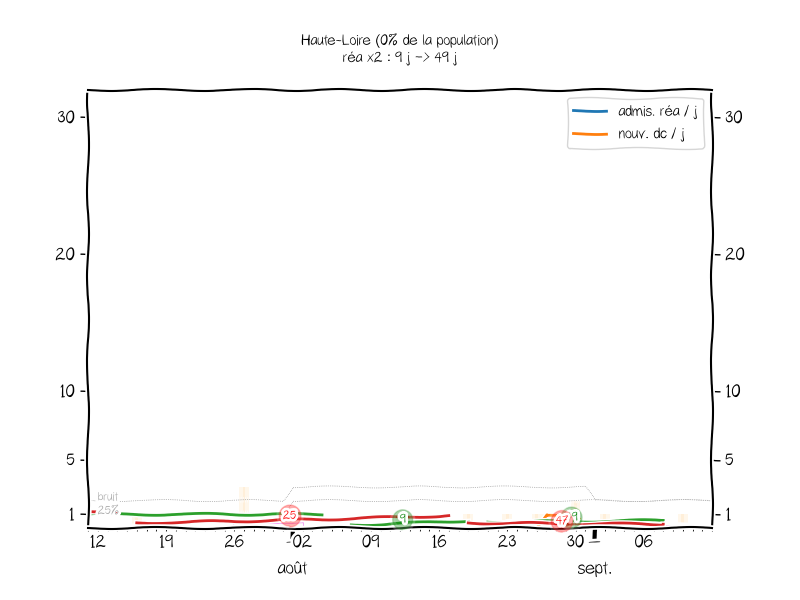 Haute-Loire (0% de la population)
réa x2 : 9 j -> 49 j
admis. réa / j
nouv. dc / j
30 30
20 20
10 10
5 5
1 1
bruit
25%
25 9 47
12 19 26 02 09 16 23 30 06
août sept.